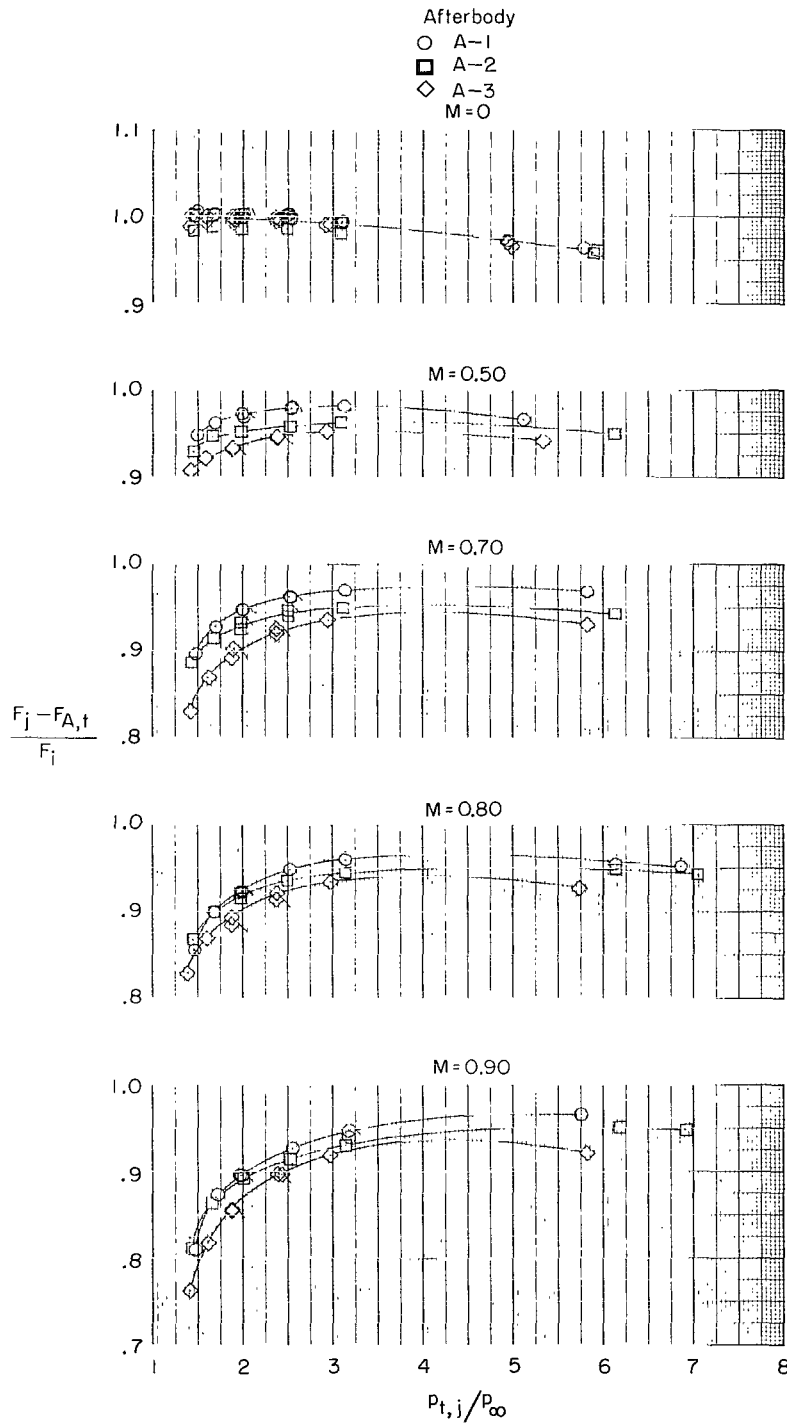 Afterbody
A-1
A-2
A-3
M=0
1.1
1.0
.9
M=0.50
1.0
.9
M=0.70
1.0
.9
.8
F_j - F_A,t
F_i
M=0.80
1.0
.9
.8
M=0.90
1.0
.9
.8
.7
1 2 3 4 5 6 7 8
p_t,j/p_∞